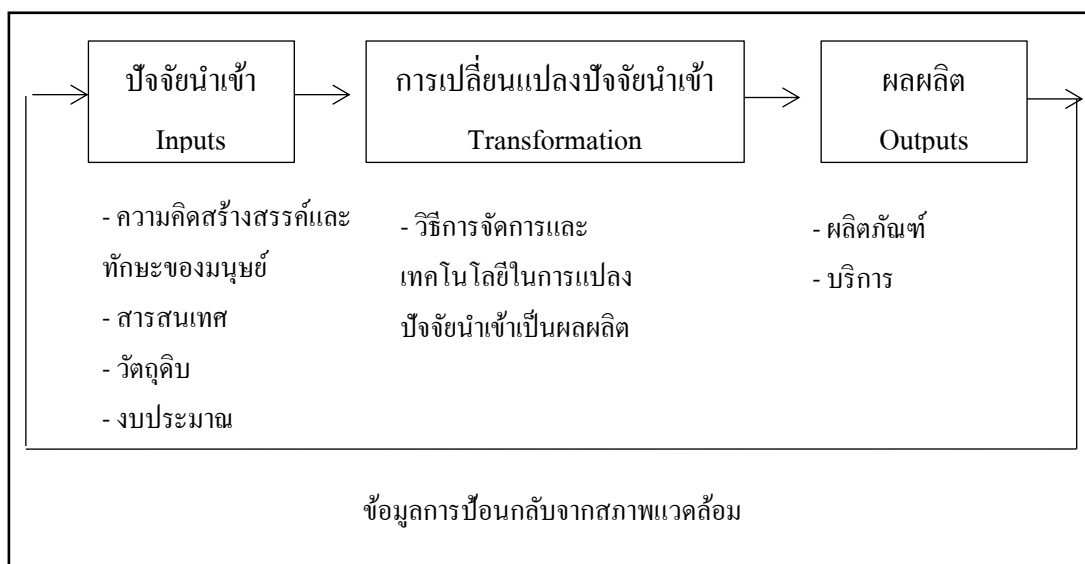 ปัจจัยนำเข้า
Inputs
การเปลี่ยนแปลงปัจจัยนำเข้า
Transformation
ผลผลิต
Outputs
- ความคิดสร้างสรรค์และ
ทักษะของมนุษย์
- สารสนเทศ
- วัตถุดิบ
- งบประมาณ
- วิธีการจัดการและ
เทคโนโลยีในการแปลง
ปัจจัยนำเข้าเป็นผลผลิต
- ผลิตภัณฑ์
- บริการ
ข้อมูลการป้อนกลับจากสภาพแวดล้อม